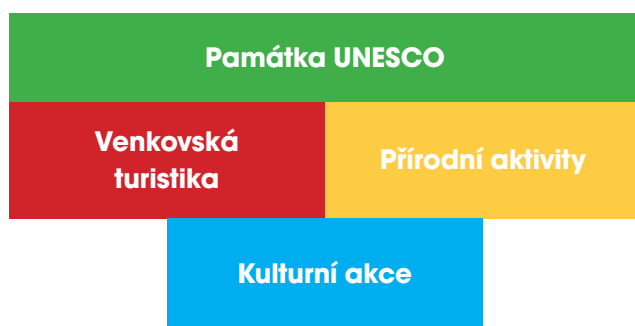 Památka UNESCO
Venkovská
turistika
Přírodní aktivity
Kulturní akce